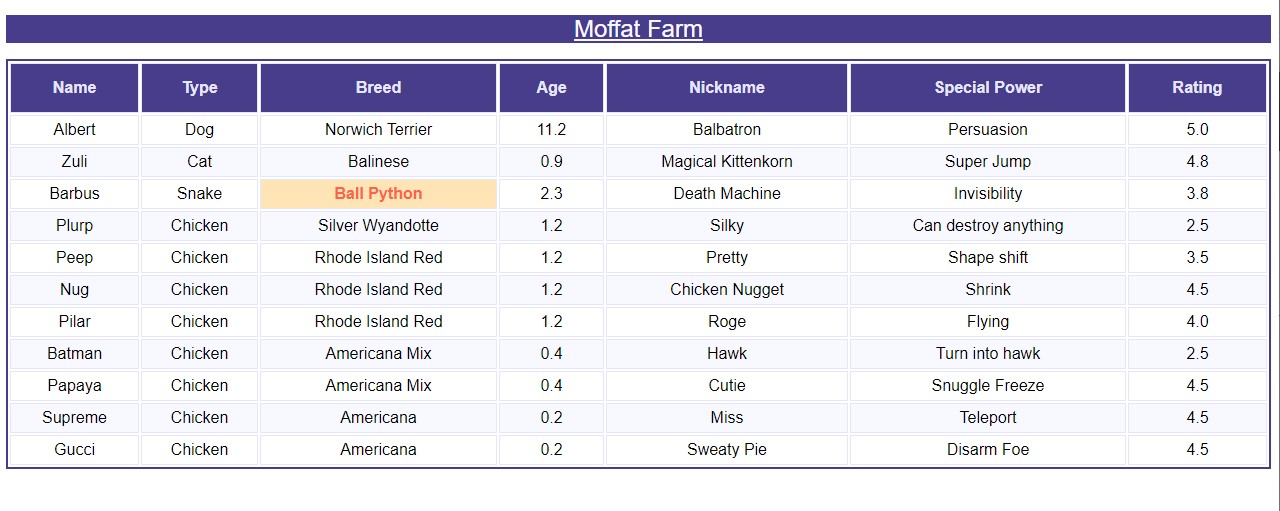 Moffat Farm
Name Type Breed Age Nickname Special Power Rating
Albert Dog Norwich Terrier 11.2 Balbatron Persuasion 5.0
Zuli Cat Balinese 0.9 Magical Kittenkorn Super Jump 4.8
Barbus Snake Ball Python 2.3 Death Machine Invisibility 3.8
Plurp Chicken Silver Wyandotte 1.2 Silky Can destroy anything 2.5
Peep Chicken Rhode Island Red 1.2 Pretty Shape shift 3.5
Nug Chicken Rhode Island Red 1.2 Chicken Nugget Shrink 4.5
Pilar Chicken Rhode Island Red 1.2 Roge Flying 4.0
Batman Chicken Americana Mix 0.4 Hawk Turn into hawk 2.5
Papaya Chicken Americana Mix 0.4 Cutie Snuggle Freeze 4.5
Supreme Chicken Americana 0.2 Miss Teleport 4.5
Gucci Chicken Americana 0.2 Sweaty Pie Disarm Foe 4.5